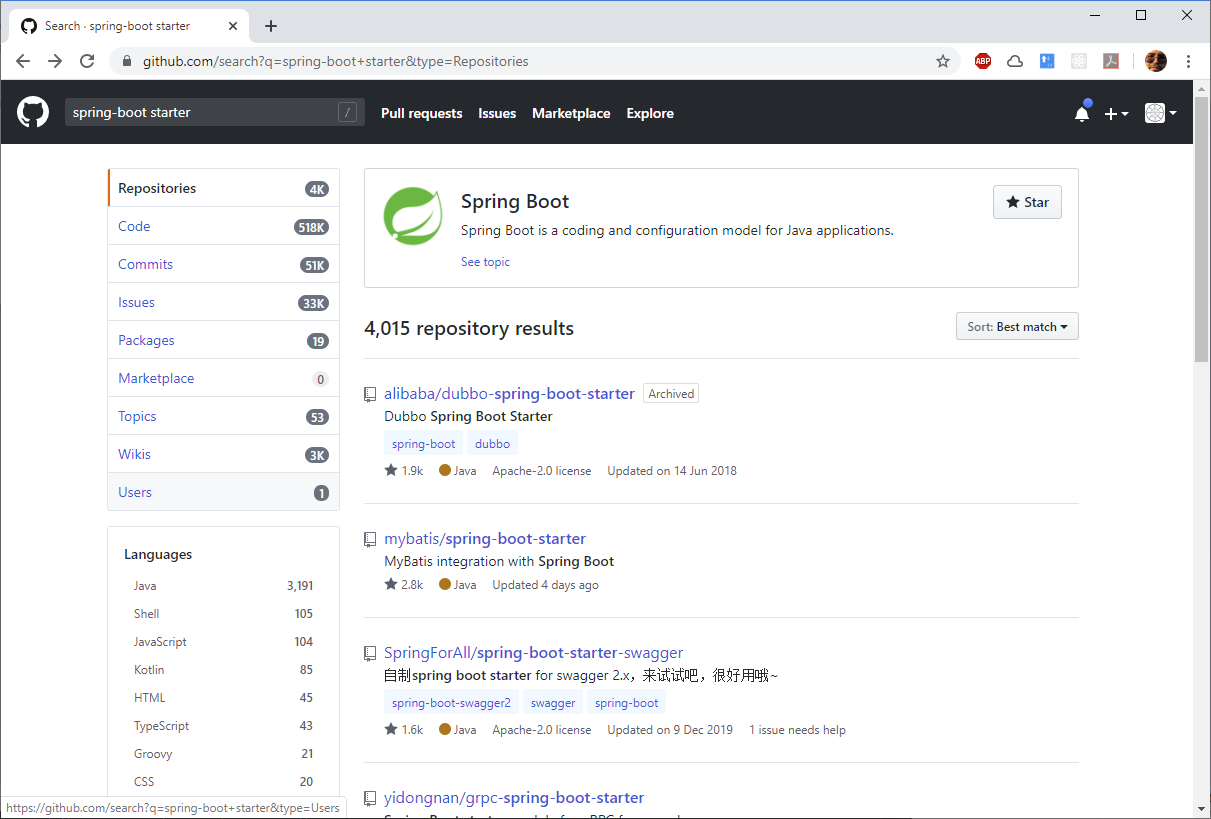 Search · spring-boot starter
github.com/search?q=spring-boot+starter&type=Repositories
ABP
spring-boot starter /
Pull requests Issues Marketplace Explore
Repositories 4K
Code 518K
Commits 51K
Issues 33K
Packages 19
Marketplace 0
Topics 53
Wikis 3K
Users 1
Languages
Java 3,191
Shell 105
JavaScript 104
Kotlin 85
HTML 45
TypeScript 43
Groovy 21
CSS 20
Spring Boot
Star
Spring Boot is a coding and configuration model for Java applications.
See topic
4,015 repository results
Sort: Best match
alibaba/dubbo-spring-boot-starter Archived
Dubbo Spring Boot Starter
spring-boot dubbo
1.9k Java Apache-2.0 license Updated on 14 Jun 2018
mybatis/spring-boot-starter
MyBatis integration with Spring Boot
2.8k Java Updated 4 days ago
SpringForAll/spring-boot-starter-swagger
自制spring boot starter for swagger 2.x，来试试吧，很好用哦~
spring-boot-swagger2 swagger spring-boot
1.6k Java Apache-2.0 license Updated on 9 Dec 2019 1 issue needs help
yidongnan/grpc-spring-boot-starter
https://github.com/search?q=spring-boot+starter&type=Users